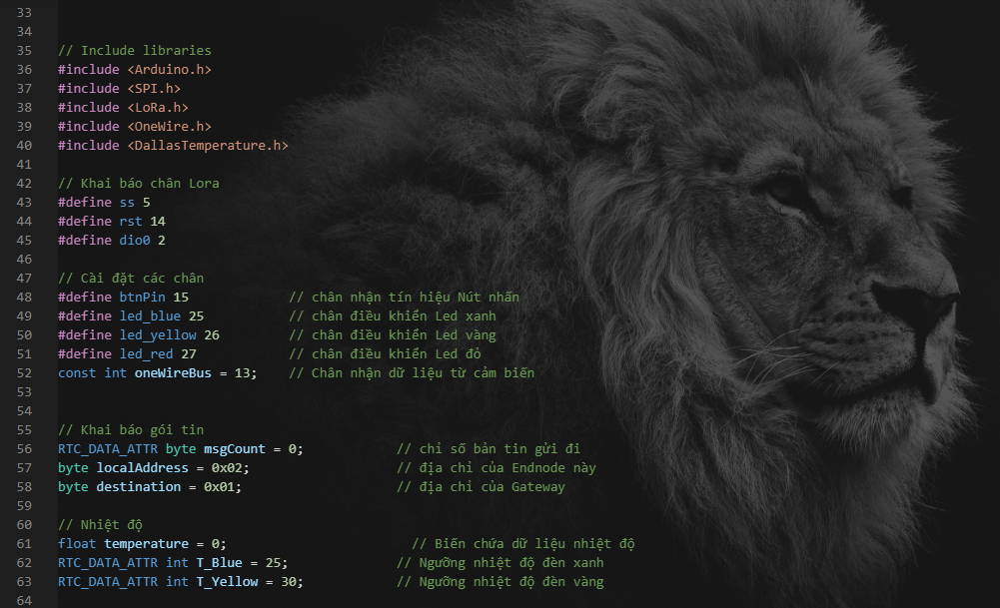 33
34
35 // Include libraries
36 #include <Arduino.h>
37 #include <SPI.h>
38 #include <LoRa.h>
39 #include <OneWire.h>
40 #include <DallasTemperature.h>
41
42 // Khai báo chân Lora
43 #define ss 5
44 #define rst 14
45 #define dio0 2
46
47 // Cài đặt các chân
48 #define btnPin 15 // chân nhận tín hiệu Nút nhấn
49 #define led_blue 25 // chân điều khiển Led xanh
50 #define led_yellow 26 // chân điều khiển Led vàng
51 #define led_red 27 // chân điều khiển Led đỏ
52 const int oneWireBus = 13; // Chân nhận dữ liệu từ cảm biến
53
54
55 // Khai báo gói tin
56 RTC_DATA_ATTR byte msgCount = 0; // chỉ số bản tin gửi đi
57 byte localAddress = 0x02; // địa chỉ của Endnode này
58 byte destination = 0x01; // địa chỉ của Gateway
59
60 // Nhiệt độ
61 float temperature = 0; // Biến chứa dữ liệu nhiệt độ
62 RTC_DATA_ATTR int T_Blue = 25; // Ngưỡng nhiệt độ đèn xanh
63 RTC_DATA_ATTR int T_Yellow = 30; // Ngưỡng nhiệt độ đèn vàng
64